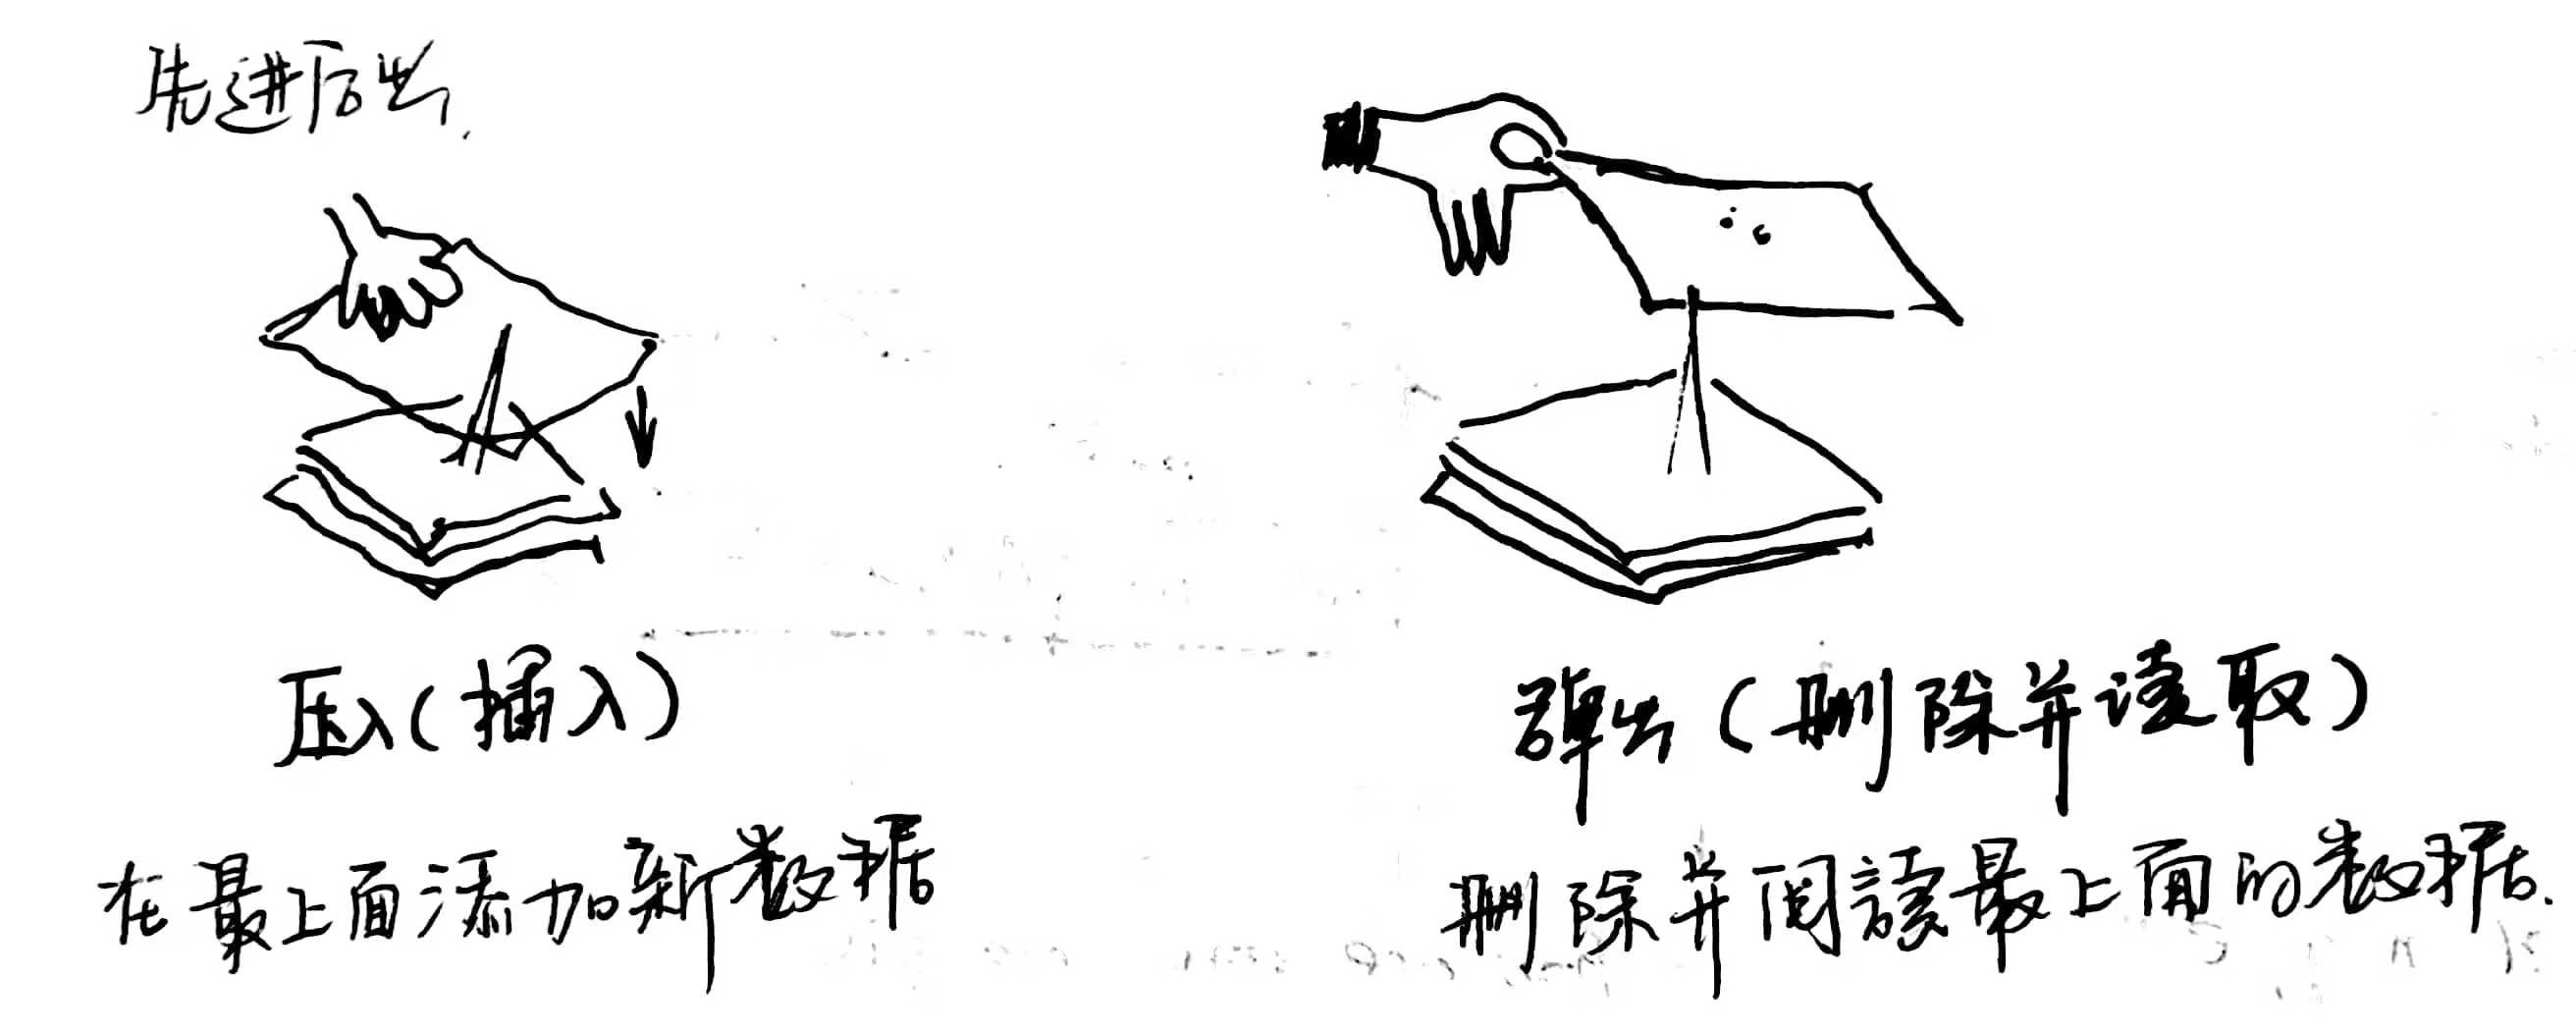 先进后出.
压入(插入)
弹出(删除并读取)
在最上面添加新数据
删除并阅读最上面的数据.